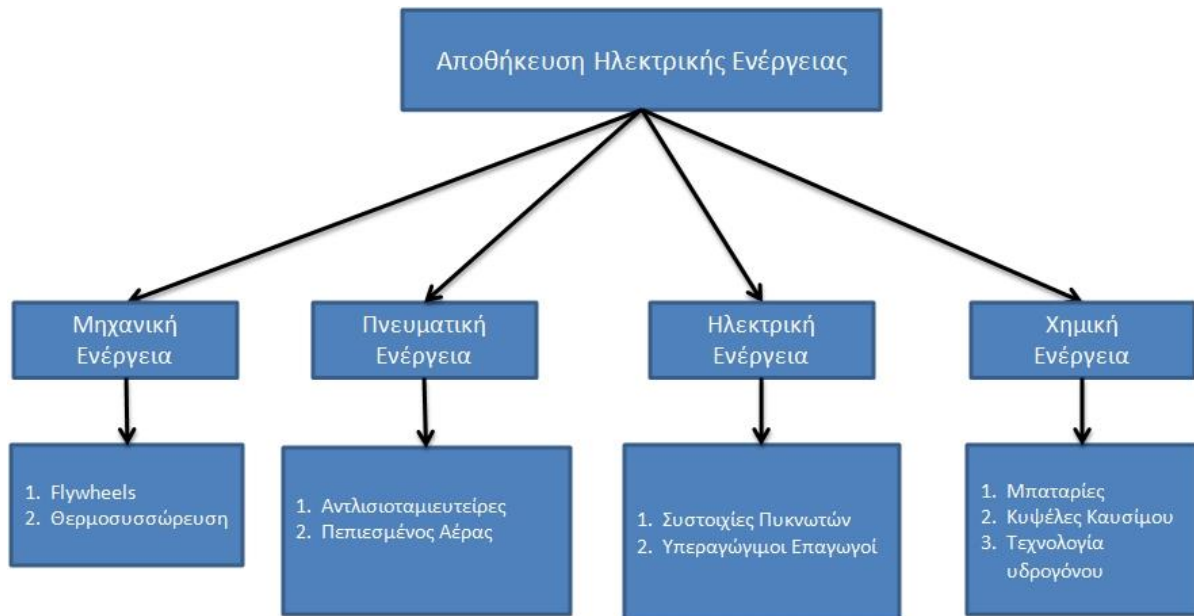 Αποθήκευση Ηλεκτρικής Ενέργειας
Μηχανική
Ενέργεια
Πνευματική
Ενέργεια
Ηλεκτρική
Ενέργεια
Χημική
Ενέργεια
1. Flywheels
2. Θερμοσυσσώρευση
1. Αντλισιοταμιευτείρες
2. Πεπιεσμένος Αέρας
1. Συστοιχίες Πυκνωτών
2. Υπεραγώγιμοι Επαγωγοί
1. Μπαταρίες
2. Κυψέλες Καυσίμου
3. Τεχνολογία
υδρογόνου